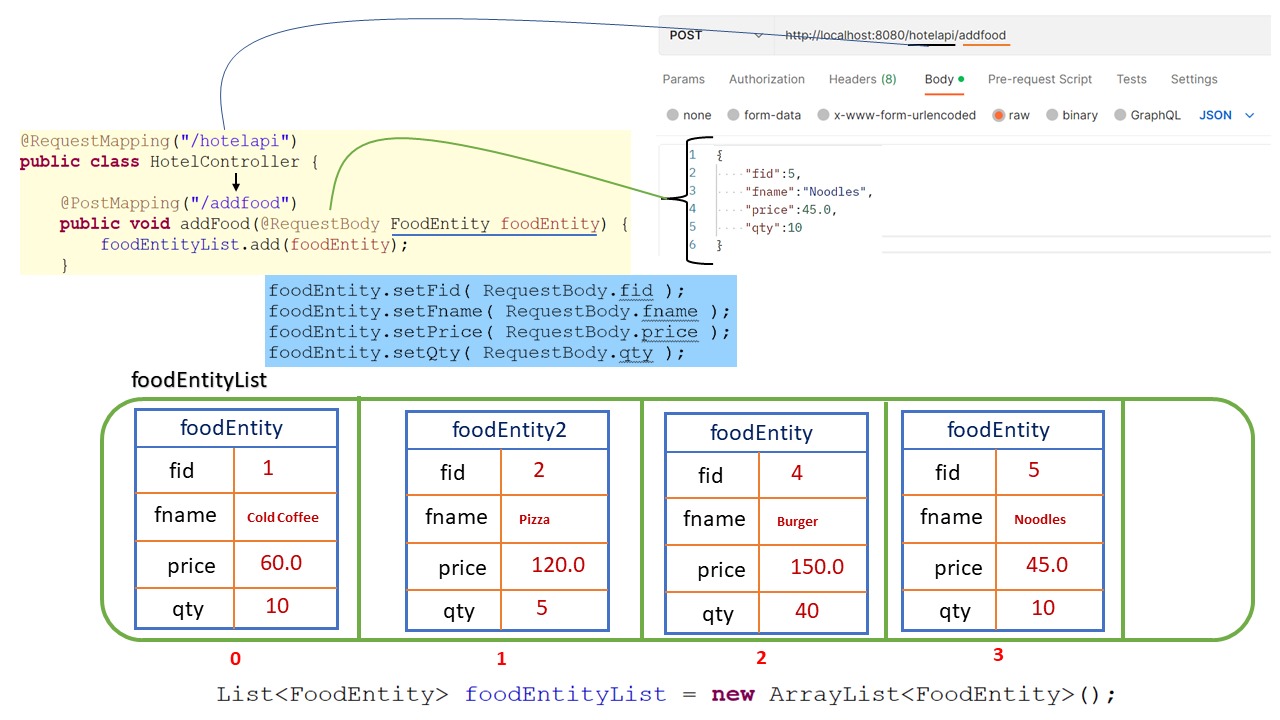 POST http://localhost:8080/hotelapi/addfood
Params Authorization Headers (8) Body Pre-request Script Tests Settings
none form-data x-www-form-urlencoded raw binary GraphQL JSON
@RequestMapping("/hotelapi")
public class HotelController {
@PostMapping("/addfood")
public void addFood(@RequestBody FoodEntity foodEntity) {
foodEntityList.add(foodEntity);
}
1 {
2 "fid":5,
3 "fname":"Noodles",
4 "price":45.0,
5 "qty":10
6 }
foodEntity.setFid( RequestBody.fid );
foodEntity.setFname( RequestBody.fname );
foodEntity.setPrice( RequestBody.price );
foodEntity.setQty( RequestBody.qty );
foodEntityList
foodEntity
fid 1
fname Cold Coffee
price 60.0
qty 10
foodEntity2
fid 2
fname Pizza
price 120.0
qty 5
foodEntity
fid 4
fname Burger
price 150.0
qty 40
foodEntity
fid 5
fname Noodles
price 45.0
qty 10
0 1 2 3
List<FoodEntity> foodEntityList = new ArrayList<FoodEntity>();